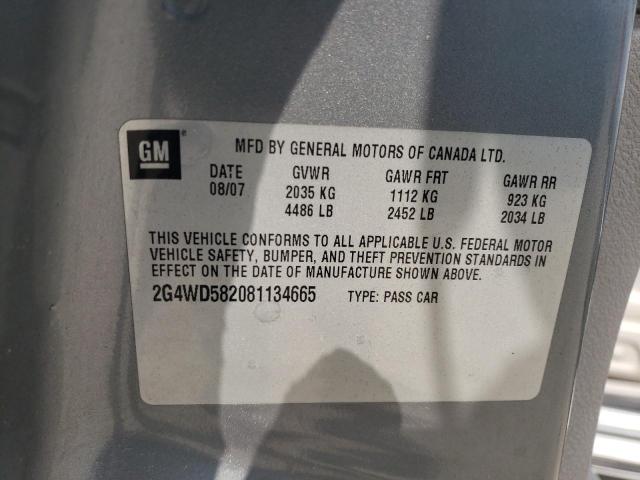 GM
MFD BY GENERAL MOTORS OF CANADA LTD.
DATE GVWR GAWR FRT GAWR RR
08/07 2035 KG 1112 KG 923 KG
4486 LB 2452 LB 2034 LB
THIS VEHICLE CONFORMS TO ALL APPLICABLE U.S. FEDERAL MOTOR
VEHICLE SAFETY, BUMPER, AND THEFT PREVENTION STANDARDS IN
EFFECT ON THE DATE OF MANUFACTURE SHOWN ABOVE.
2G4WD582081134665 TYPE: PASS CAR